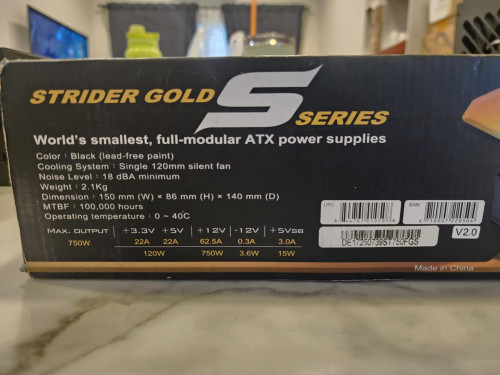 STRIDER GOLD S SERIES
World's smallest, full-modular ATX power supplies
Color : Black (lead-free paint)
Cooling System : Single 120mm silent fan
Noise Level : 18 dBA minimum
Weight : 2.1Kg
Dimension : 150 mm (W) × 86 mm (H) × 140 mm (D)
MTBF : 100,000 hours
Operating temperature : 0 ~ 40℃
MAX. OUTPUT +3.3V +5V +12V -12V +5VSB
750W 22A 22A 62.5A 0.3A 3.0A
120W 750W 3.6W 15W
UPC
EAN
V2.0
Made in China